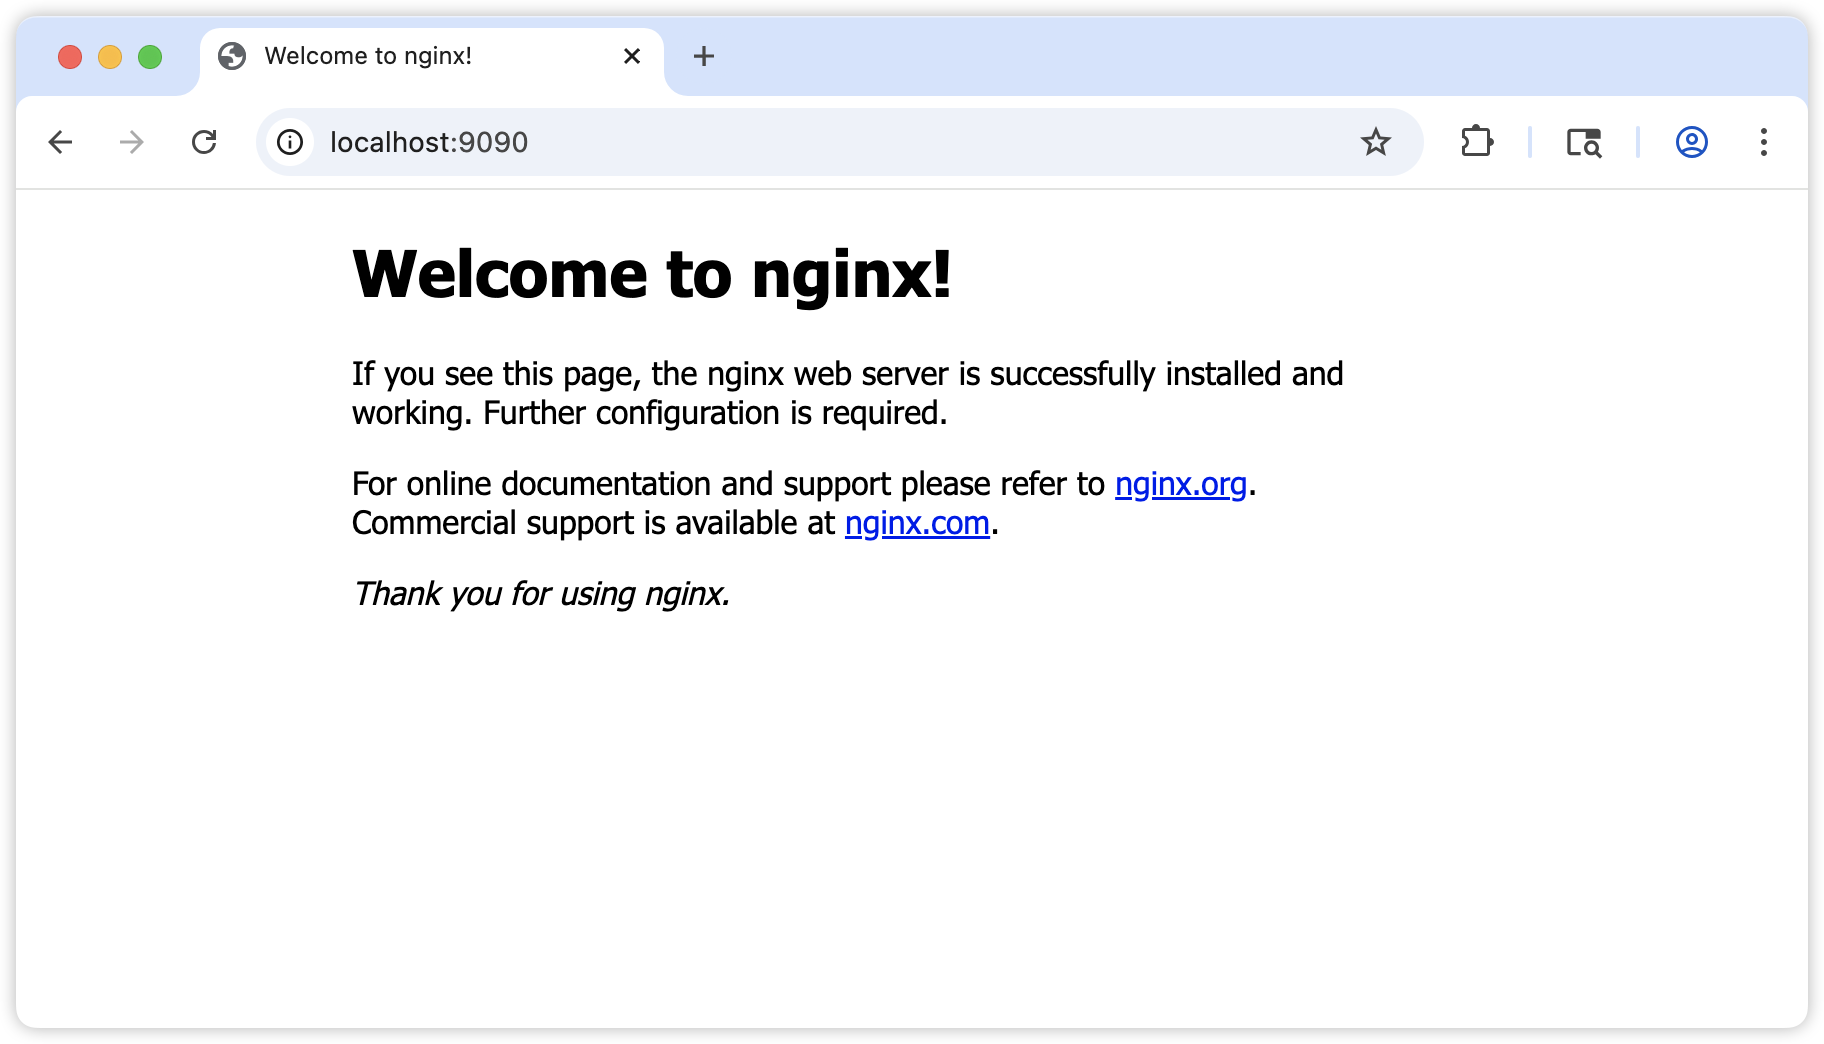 Welcome to nginx!
localhost:9090
Welcome to nginx!
If you see this page, the nginx web server is successfully installed and
working. Further configuration is required.
For online documentation and support please refer to nginx.org.
Commercial support is available at nginx.com.
Thank you for using nginx.